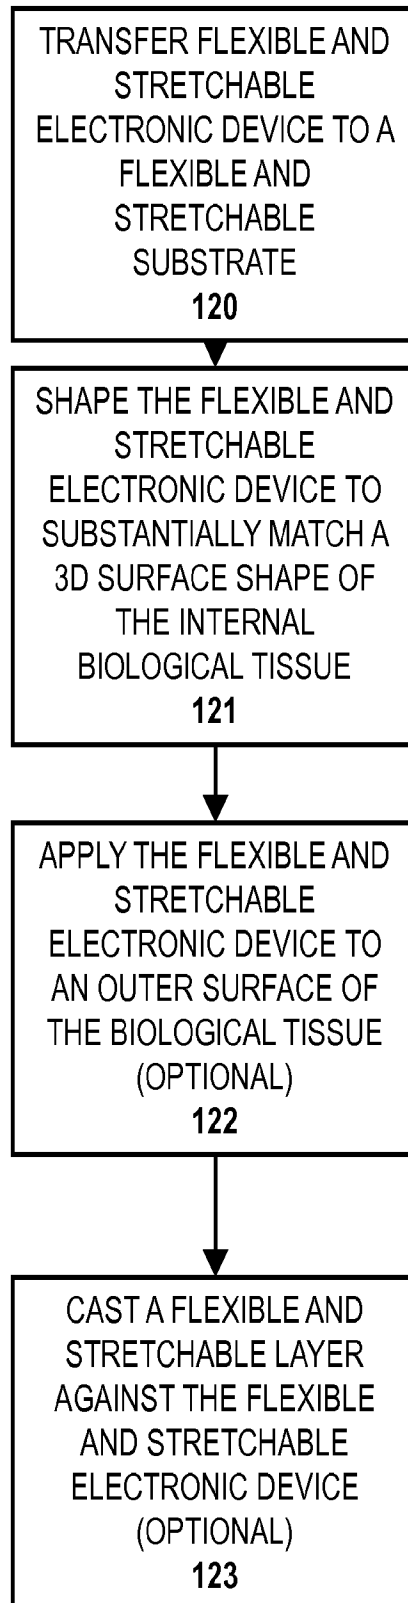 TRANSFER FLEXIBLE AND
STRETCHABLE
ELECTRONIC DEVICE TO A
FLEXIBLE AND
STRETCHABLE
SUBSTRATE
120
SHAPE THE FLEXIBLE AND
STRETCHABLE
ELECTRONIC DEVICE TO
SUBSTANTIALLY MATCH A
3D SURFACE SHAPE OF
THE INTERNAL
BIOLOGICAL TISSUE
121
APPLY THE FLEXIBLE AND
STRETCHABLE
ELECTRONIC DEVICE TO
AN OUTER SURFACE OF
THE BIOLOGICAL TISSUE
(OPTIONAL)
122
CAST A FLEXIBLE AND
STRETCHABLE LAYER
AGAINST THE FLEXIBLE
AND STRETCHABLE
ELECTRONIC DEVICE
(OPTIONAL)
123